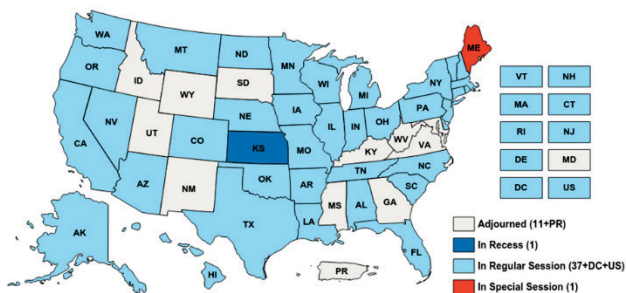 WA
MT
ND
MN
ME
OR
ID
SD
WI
NY
WY
MI
VT
NH
NE
IA
PA
MA
CT
NV
UT
CO
IL
IN
OH
RI
NJ
CA
KS
MO
WV
VA
KY
DE
MD
AZ
NM
OK
AR
TN
NC
DC
US
SC
MS
AL
GA
TX
LA
Adjourned (11+PR)
AK
FL
In Recess (1)
HI
PR
In Regular Session (37+DC+US)
In Special Session (1)